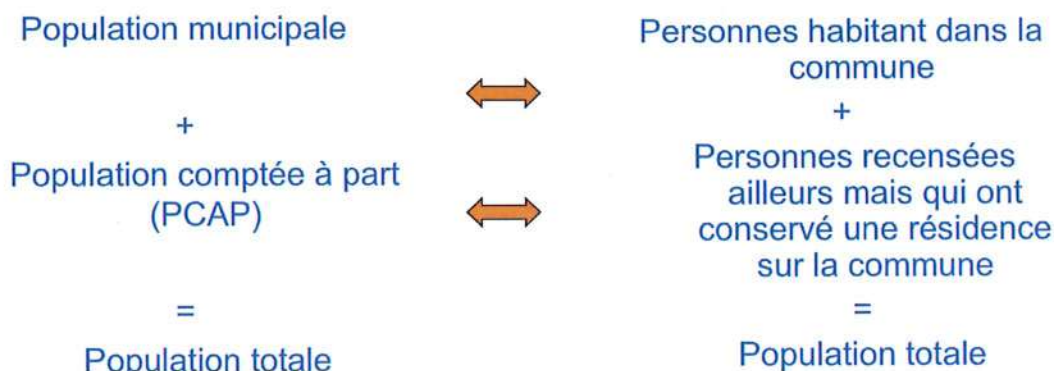 Population municipale
+
Population comptée à part
(PCAP)
=
Population totale
Personnes habitant dans la
commune
+
Personnes recensées
ailleurs mais qui ont
conservé une résidence
sur la commune
=
Population totale